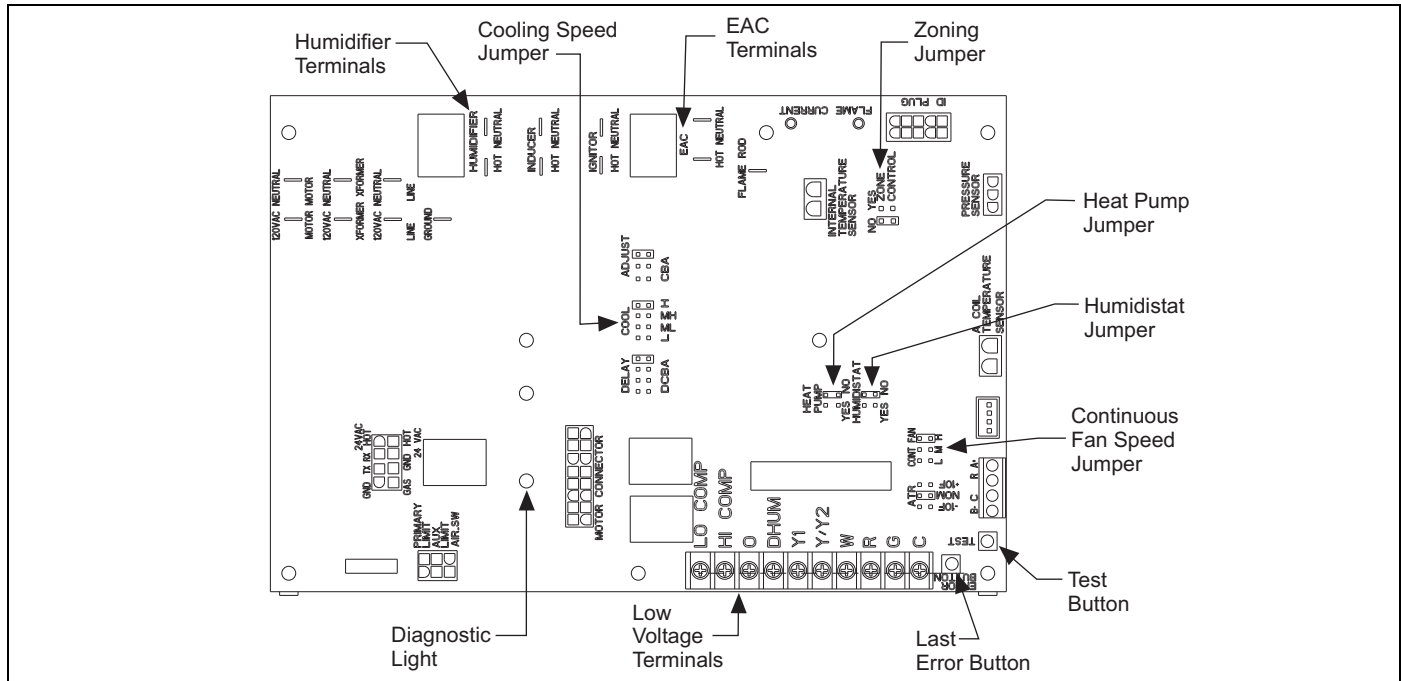 Humidifier
Terminals
Cooling Speed
Jumper
EAC
Terminals
Zoning
Jumper
HUMIDIFIER
HOT NEUTRAL
INDUCER
HOT NEUTRAL
IGNITOR
HOT NEUTRAL
EAC
HOT NEUTRAL
FLAME ROD
FLAME CURRENT
ID PLUG
120VAC NEUTRAL
MOTOR MOTOR
120VAC NEUTRAL
XFORMER XFORMER
120VAC NEUTRAL
LINE LINE
GROUND
INTERNAL
TEMPERATURE
SENSOR
NO YES
ZONE
CONTROL
PRESSURE
SENSOR
Heat Pump
Jumper
ADJUST
CBA
COOL
L ML MH H
DELAY
DCBA
A COIL
TEMPERATURE
SENSOR
Humidistat
Jumper
HEAT
PUMP
YES NO
HUMIDISTAT
YES NO
Continuous
Fan Speed
Jumper
CONT FAN
L M H
ATR
-10F
NOM
+10F
B- C R A+
24VAC
GND TX RX HOT
GAS GND HOT
24 VAC
MOTOR CONNECTOR
PRIMARY
LIMIT
AUX
LIMIT
AIR.SW
LO COMP
HI COMP
O
DHUM
Y1
Y/Y2
W
R
G
C
TEST
ERROR
BUTTON
Test
Button
Diagnostic
Light
Low
Voltage
Terminals
Last
Error Button